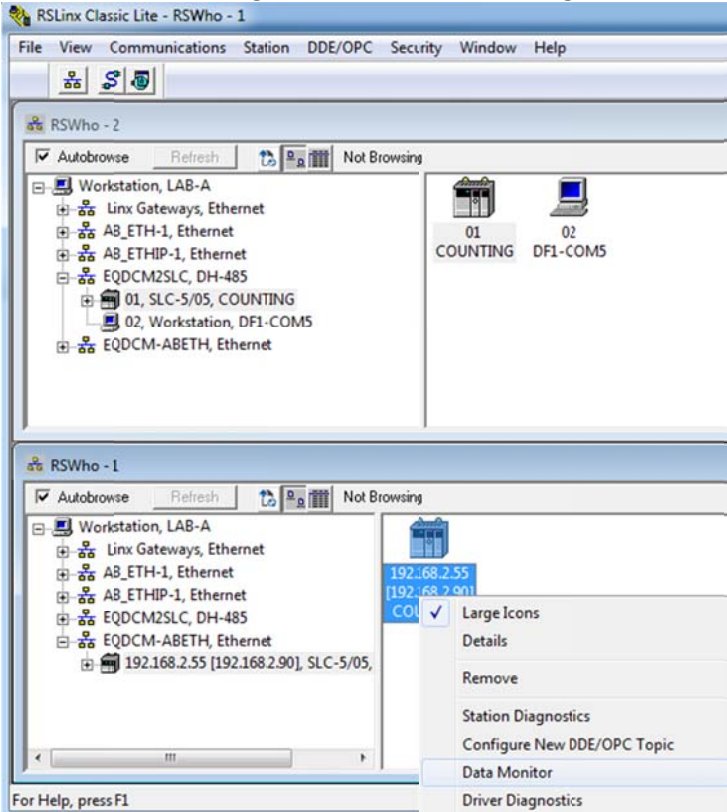 RSLinx Classic Lite - RSWho - 1
File View Communications Station DDE/OPC Security Window Help
RSWho - 2
Autobrowse Refresh Not Browsing
Workstation, LAB-A
Linx Gateways, Ethernet
AB_ETH-1, Ethernet
AB_ETHIP-1, Ethernet
EQDCM2SLC, DH-485
01, SLC-5/05, COUNTING
02, Workstation, DF1-COM5
EQDCM-ABETH, Ethernet
01
COUNTING
02
DF1-COM5
RSWho - 1
Autobrowse Refresh Not Browsing
Workstation, LAB-A
Linx Gateways, Ethernet
AB_ETH-1, Ethernet
AB_ETHIP-1, Ethernet
EQDCM2SLC, DH-485
EQDCM-ABETH, Ethernet
192.168.2.55 [192.168.2.90], SLC-5/05,
192.168.2.55
[192.168.2.90]
COU
Large Icons
Details
Remove
Station Diagnostics
Configure New DDE/OPC Topic
Data Monitor
Driver Diagnostics
For Help, press F1